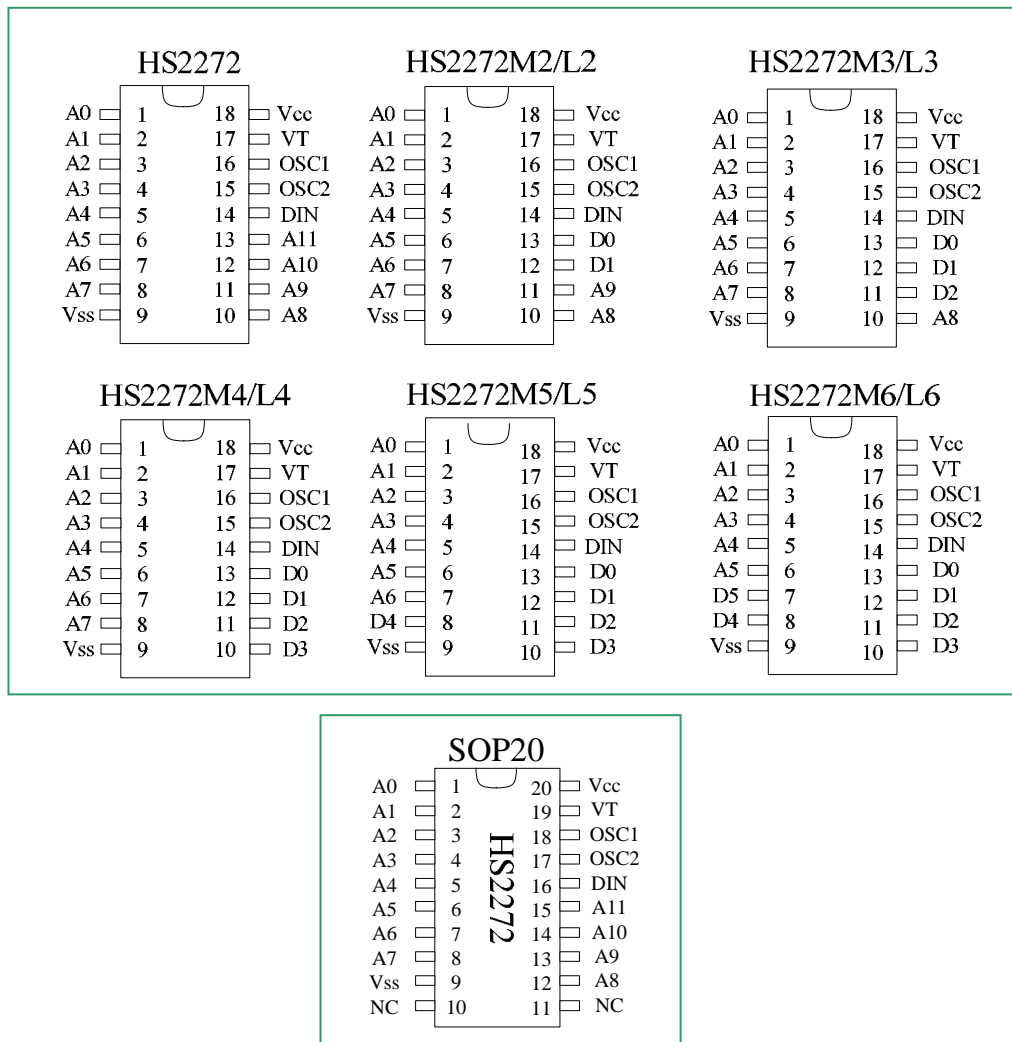 HS2272
A0 1 18 Vcc
A1 2 17 VT
A2 3 16 OSC1
A3 4 15 OSC2
A4 5 14 DIN
A5 6 13 A11
A6 7 12 A10
A7 8 11 A9
Vss 9 10 A8
HS2272M2/L2
A0 1 18 Vcc
A1 2 17 VT
A2 3 16 OSC1
A3 4 15 OSC2
A4 5 14 DIN
A5 6 13 D0
A6 7 12 D1
A7 8 11 A9
Vss 9 10 A8
HS2272M3/L3
A0 1 18 Vcc
A1 2 17 VT
A2 3 16 OSC1
A3 4 15 OSC2
A4 5 14 DIN
A5 6 13 D0
A6 7 12 D1
A7 8 11 D2
Vss 9 10 A8
HS2272M4/L4
A0 1 18 Vcc
A1 2 17 VT
A2 3 16 OSC1
A3 4 15 OSC2
A4 5 14 DIN
A5 6 13 D0
A6 7 12 D1
A7 8 11 D2
Vss 9 10 D3
HS2272M5/L5
A0 1 18 Vcc
A1 2 17 VT
A2 3 16 OSC1
A3 4 15 OSC2
A4 5 14 DIN
A5 6 13 D0
A6 7 12 D1
D4 8 11 D2
Vss 9 10 D3
HS2272M6/L6
A0 1 18 Vcc
A1 2 17 VT
A2 3 16 OSC1
A3 4 15 OSC2
A4 5 14 DIN
A5 6 13 D0
D5 7 12 D1
D4 8 11 D2
Vss 9 10 D3
SOP20
A0 1 20 Vcc
A1 2 19 VT
A2 3 18 OSC1
A3 4 17 OSC2
A4 5 16 DIN
A5 6 15 A11
A6 7 14 A10
A7 8 13 A9
Vss 9 12 A8
NC 10 11 NC
HS2272